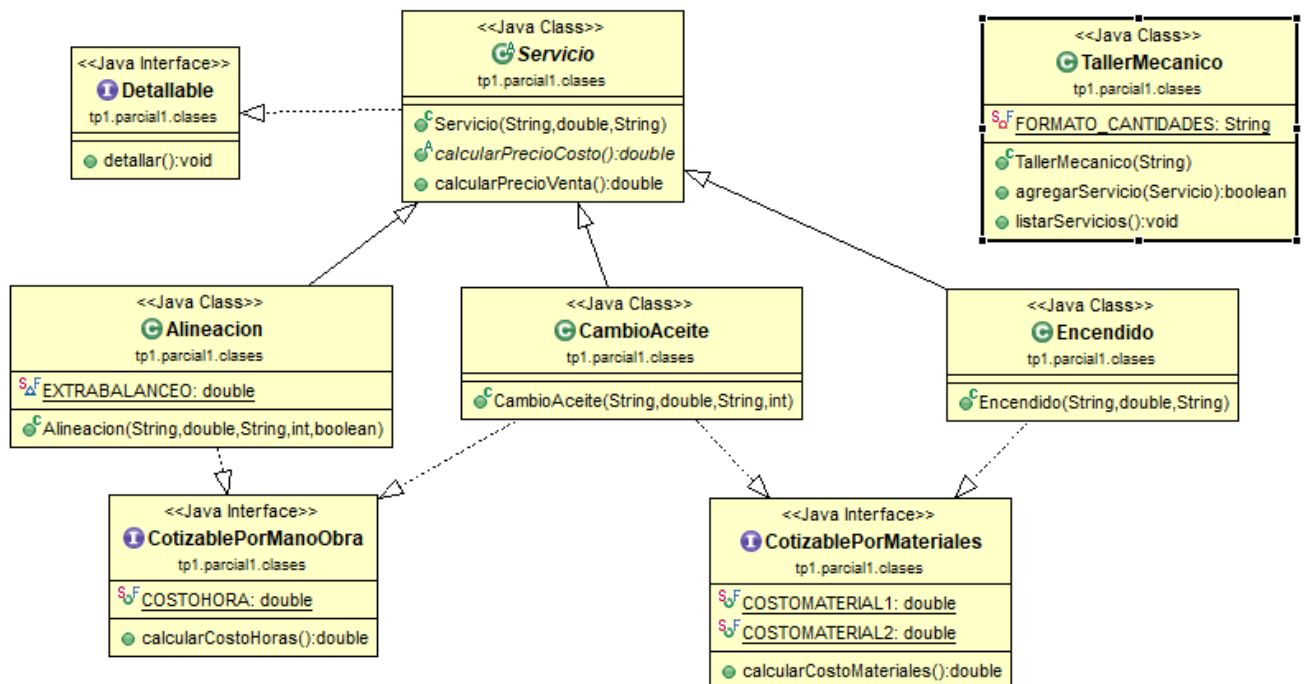 <<Java Interface>>
Detallable
tp1.parcial1.clases
detallar():void
<<Java Class>>
Servicio
tp1.parcial1.clases
Servicio(String,double,String)
calcularPrecioCosto():double
calcularPrecioVenta():double
<<Java Class>>
TallerMecanico
tp1.parcial1.clases
FORMATO_CANTIDADES: String
TallerMecanico(String)
agregarServicio(Servicio):boolean
listarServicios():void
<<Java Class>>
Alineacion
tp1.parcial1.clases
EXTRABALANCEO: double
Alineacion(String,double,String,int,boolean)
<<Java Class>>
CambioAceite
tp1.parcial1.clases
CambioAceite(String,double,String,int)
<<Java Class>>
Encendido
tp1.parcial1.clases
Encendido(String,double,String)
<<Java Interface>>
CotizablePorManoObra
tp1.parcial1.clases
COSTOHORA: double
calcularCostoHoras():double
<<Java Interface>>
CotizablePorMateriales
tp1.parcial1.clases
COSTOMATERIAL1: double
COSTOMATERIAL2: double
calcularCostoMateriales():double